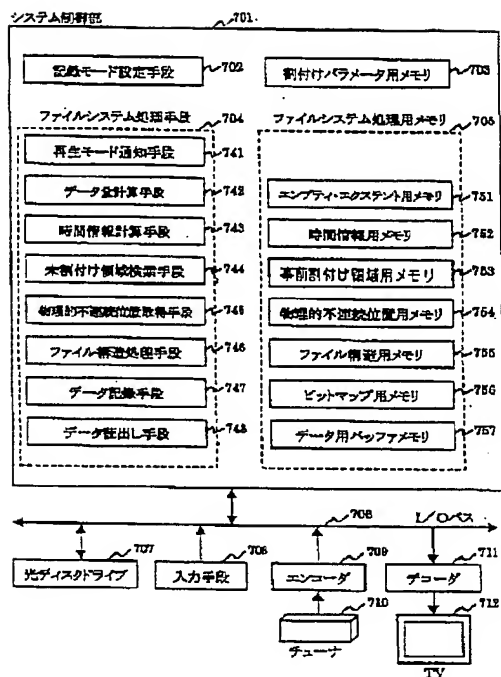 システム制御部
701
記録モード設定手段
702
割付けパラメータ用メモリ
703
ファイルシステム処理手段
704
ファイルシステム処理用メモリ
705
再生モード通知手段
741
データ量計算手段
742
時間情報計算手段
743
未割付け領域検索手段
744
物理的不連続位置取得手段
745
ファイル構造処理手段
746
データ記録手段
747
データ読出し手段
748
エンプティ・エクステント用メモリ
751
時間情報用メモリ
752
事前割付け領域用メモリ
753
物理的不連続位置用メモリ
754
ファイル構造用メモリ
755
ビットマップ用メモリ
756
データ用バッファメモリ
757
708
I/Oバス
707
光ディスクドライブ
706
入力手段
709
エンコーダ
711
デコーダ
710
チューナ
712
TV